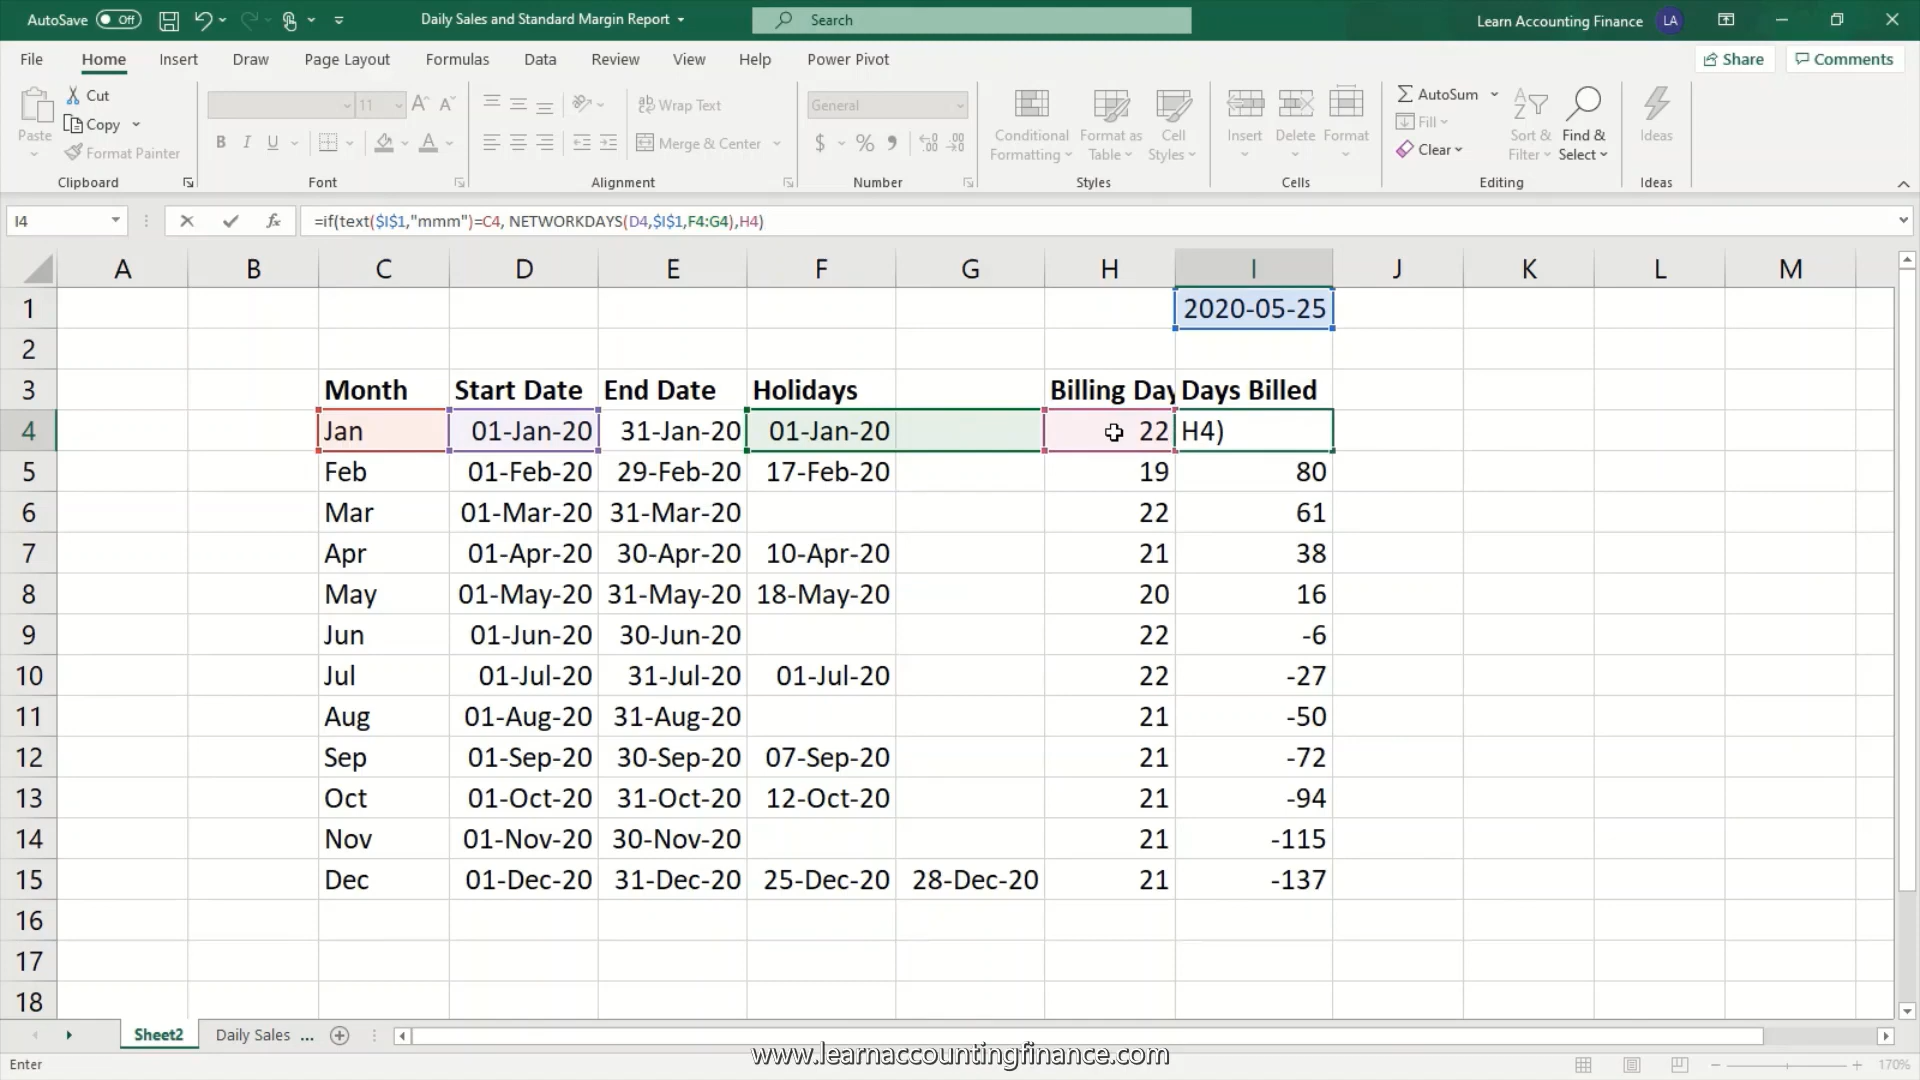 AutoSave Off Daily Sales and Standard Margin Report Search Learn Accounting Finance LA
File Home Insert Draw Page Layout Formulas Data Review View Help Power Pivot Share Comments
Paste Cut Copy Format Painter Clipboard
11 A A B I U A Font
ab Wrap Text Merge & Center Alignment
General $ % 9 .00 .00 Number
Conditional Formatting Format as Table Cell Styles Styles
Insert Delete Format Cells
AutoSum Fill Clear Sort & Filter Find & Select Editing
Ideas Ideas
I4 fx =if(text($I$1,"mmm")=C4, NETWORKDAYS(D4,$I$1,F4:G4),H4)
A B C D E F G H I J K L M
1 2020-05-25
2
3 Month Start Date End Date Holidays Billing Day Days Billed
4 Jan 01-Jan-20 31-Jan-20 01-Jan-20 22 H4)
5 Feb 01-Feb-20 29-Feb-20 17-Feb-20 19 80
6 Mar 01-Mar-20 31-Mar-20 22 61
7 Apr 01-Apr-20 30-Apr-20 10-Apr-20 21 38
8 May 01-May-20 31-May-20 18-May-20 20 16
9 Jun 01-Jun-20 30-Jun-20 22 -6
10 Jul 01-Jul-20 31-Jul-20 01-Jul-20 22 -27
11 Aug 01-Aug-20 31-Aug-20 21 -50
12 Sep 01-Sep-20 30-Sep-20 07-Sep-20 21 -72
13 Oct 01-Oct-20 31-Oct-20 12-Oct-20 21 -94
14 Nov 01-Nov-20 30-Nov-20 21 -115
15 Dec 01-Dec-20 31-Dec-20 25-Dec-20 28-Dec-20 21 -137
16
17
18
Sheet2 Daily Sales ...
www.learnaccountingfinance.com
Enter 170%